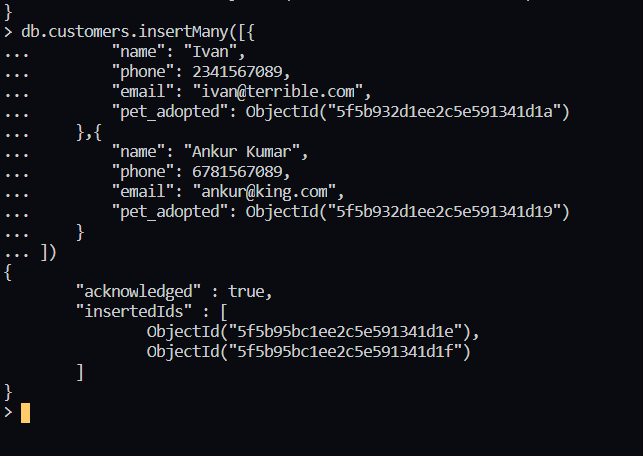 }
> db.customers.insertMany([{
...         "name": "Ivan",
...         "phone": 2341567089,
...         "email": "ivan@terrible.com",
...         "pet_adopted": ObjectId("5f5b932d1ee2c5e591341d1a")
...     },{
...         "name": "Ankur Kumar",
...         "phone": 6781567089,
...         "email": "ankur@king.com",
...         "pet_adopted": ObjectId("5f5b932d1ee2c5e591341d19")
...     }
... ])
{
        "acknowledged" : true,
        "insertedIds" : [
                ObjectId("5f5b95bc1ee2c5e591341d1e"),
                ObjectId("5f5b95bc1ee2c5e591341d1f")
        ]
}
>